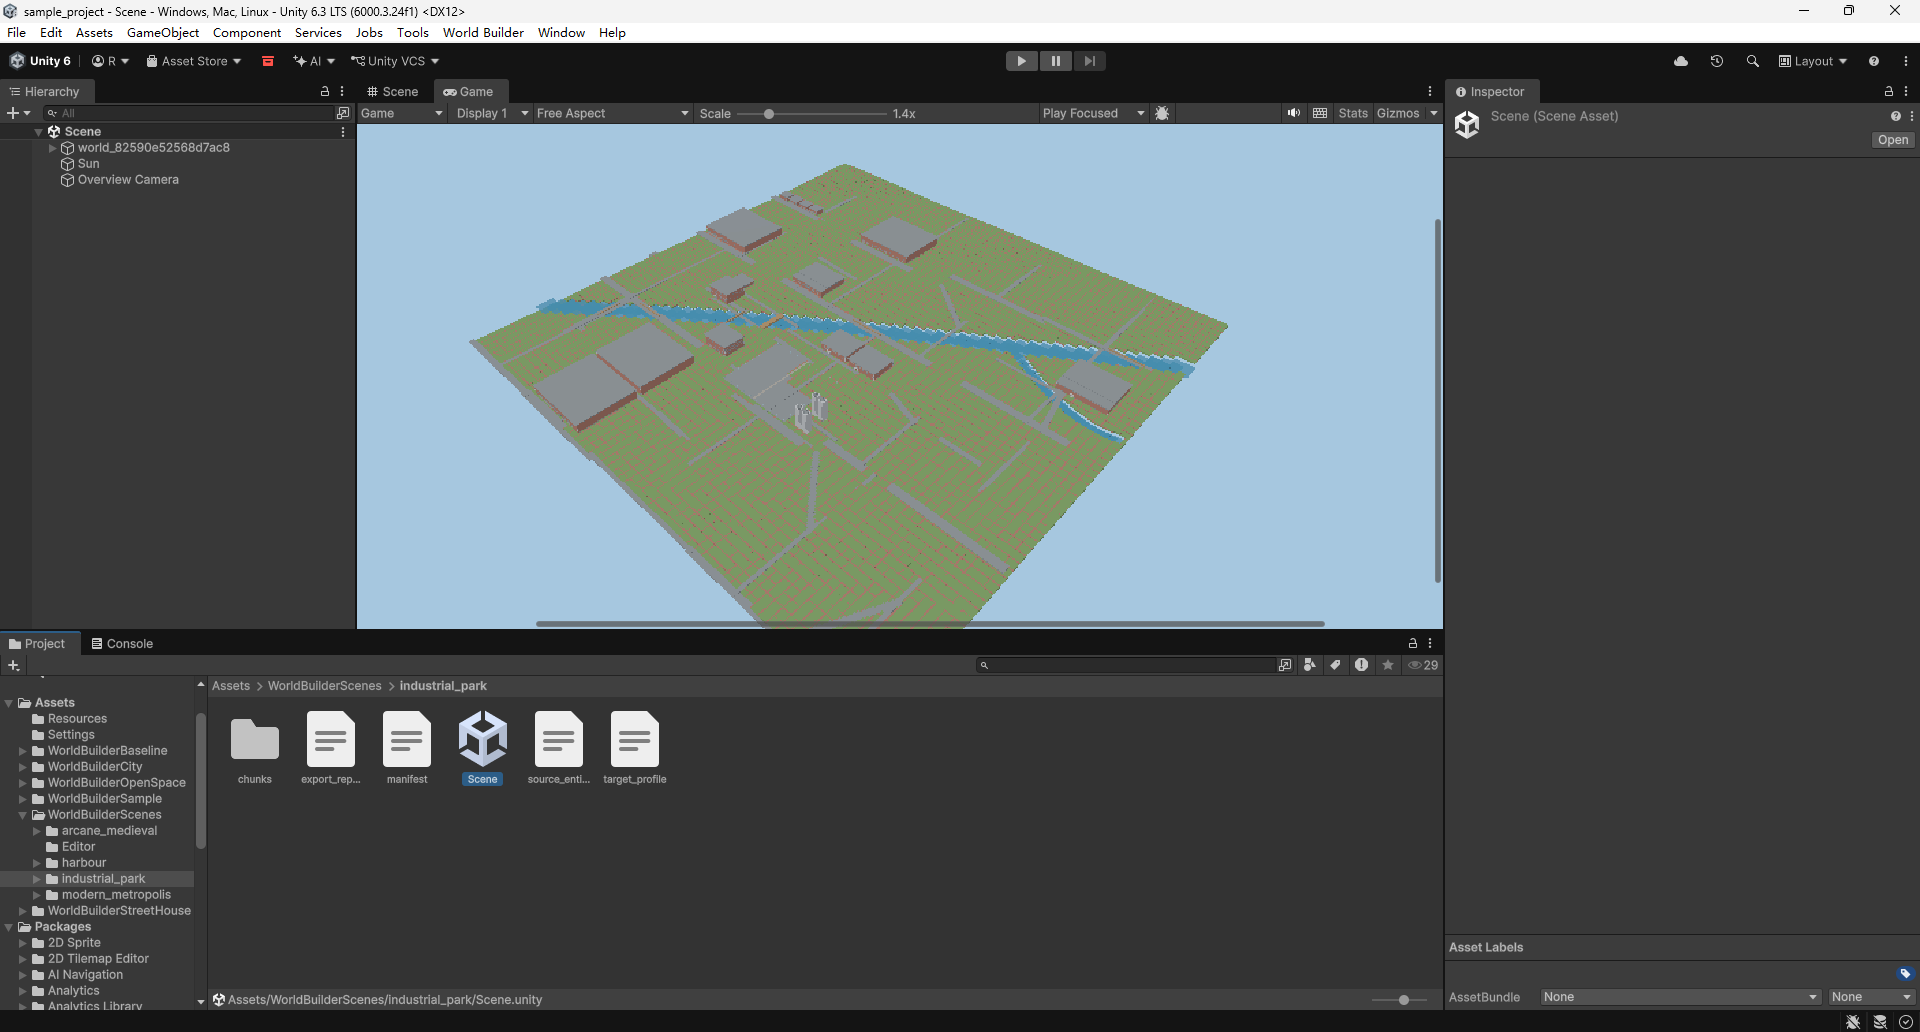 sample_project - Scene - Windows, Mac, Linux - Unity 6.3 LTS (6000.3.24f1) <DX12>
File Edit Assets GameObject Component Services Jobs Tools World Builder Window Help
Unity 6 R Asset Store AI Unity VCS Layout
Hierarchy Scene Game Inspector
All Game Display 1 Free Aspect Scale 1.4x Play Focused Stats Gizmos
Scene (Scene Asset)
Open
Scene
world_82590e52568d7ac8
Sun
Overview Camera
Project Console
29
Assets > WorldBuilderScenes > industrial_park
Assets
Resources
Settings
WorldBuilderBaseline
WorldBuilderCity
WorldBuilderOpenSpace
WorldBuilderSample
WorldBuilderScenes
arcane_medieval
Editor
harbour
industrial_park
modern_metropolis
WorldBuilderStreetHouse
Packages
2D Sprite
2D Tilemap Editor
AI Navigation
Analytics
Analytics Library
chunks export_rep... manifest Scene source_enti... target_profile
Assets/WorldBuilderScenes/industrial_park/Scene.unity
Asset Labels
AssetBundle None None